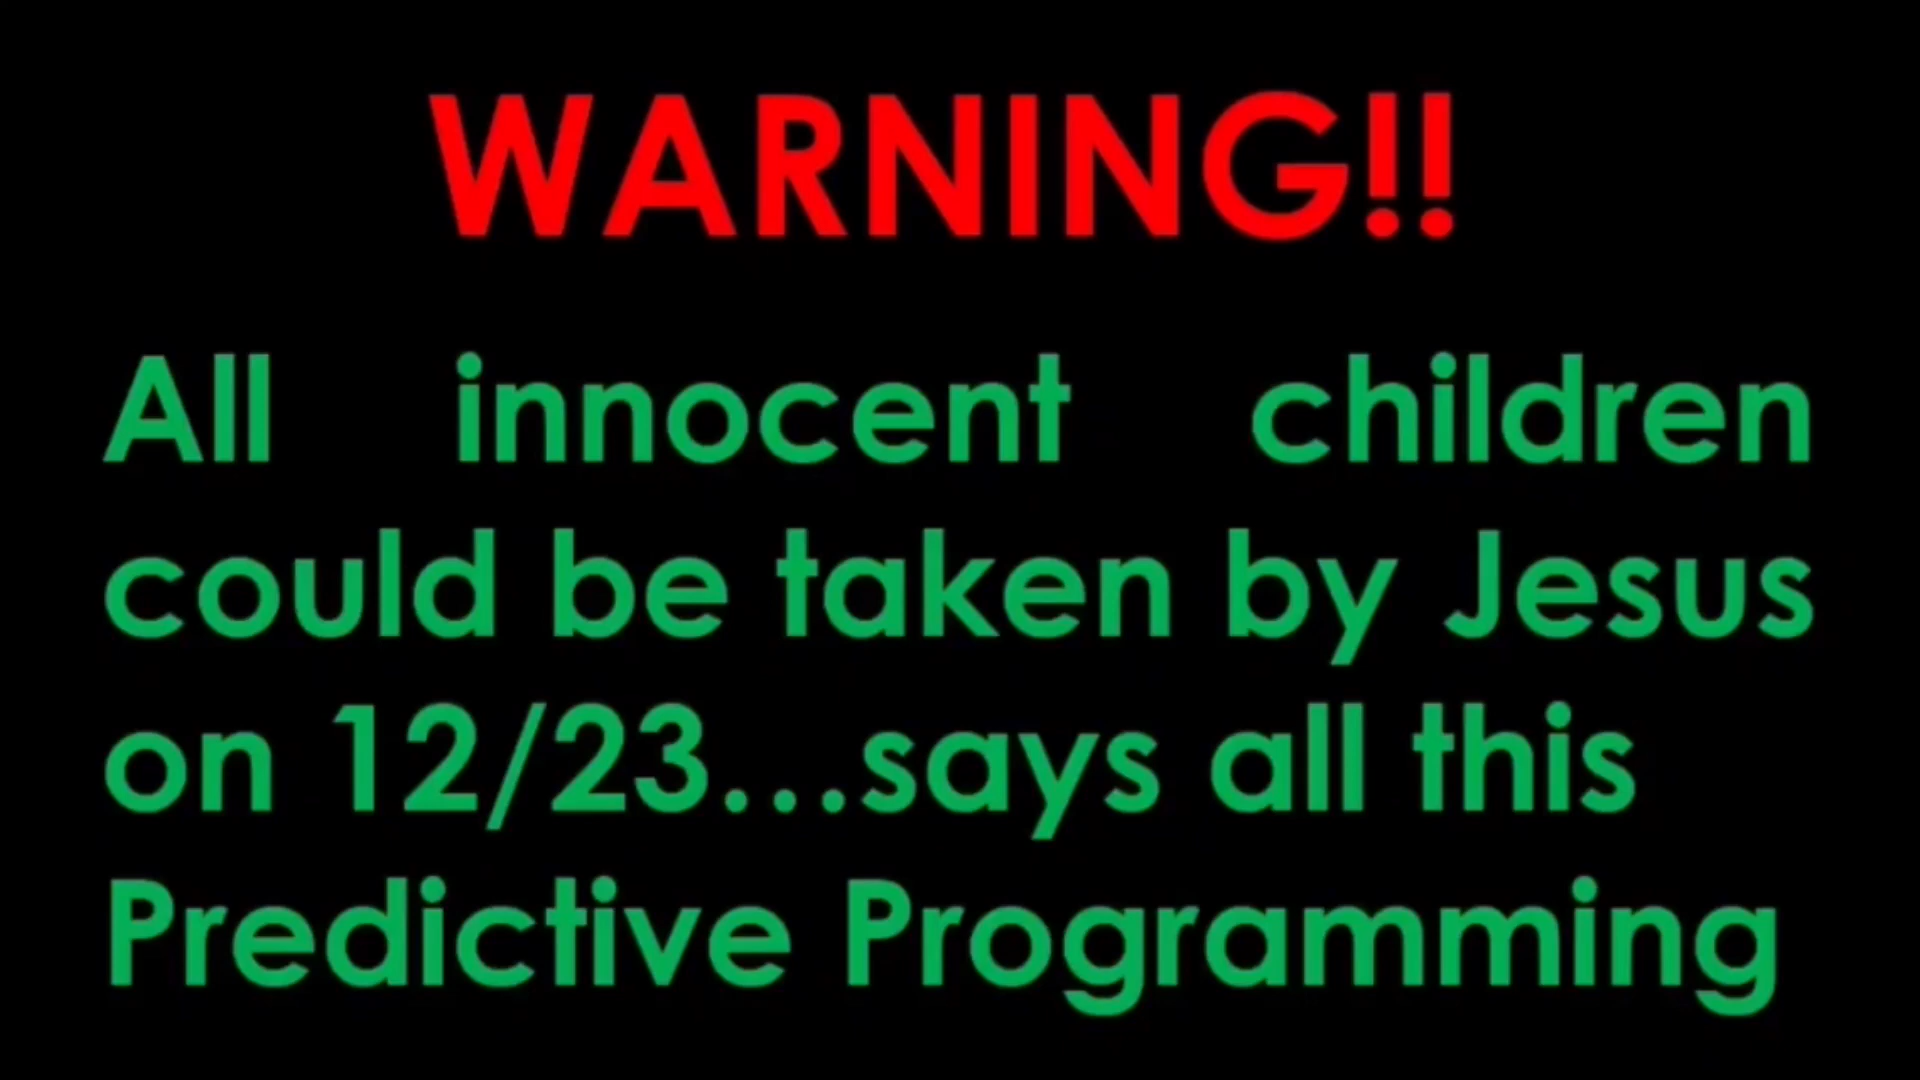 WARNING!!
All innocent children
could be taken by Jesus
on 12/23...says all this
Predictive Programming